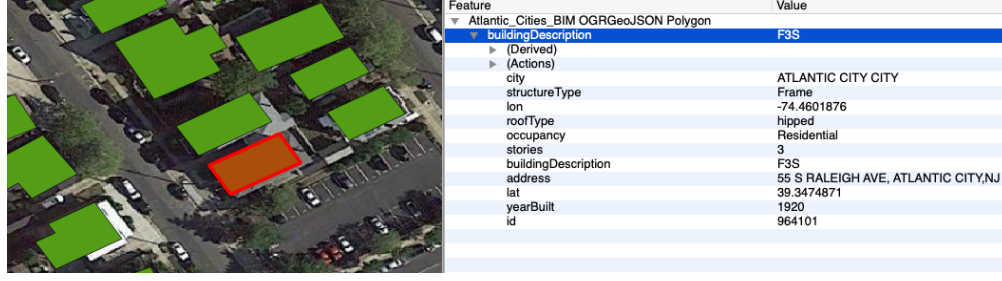 Feature Value
Atlantic_Cities_BIM OGRGeoJSON Polygon
buildingDescription F3S
(Derived)
(Actions)
city ATLANTIC CITY CITY
structureType Frame
lon -74.4601876
roofType hipped
occupancy Residential
stories 3
buildingDescription F3S
address 55 S RALEIGH AVE, ATLANTIC CITY,NJ
lat 39.3474871
yearBuilt 1920
id 964101